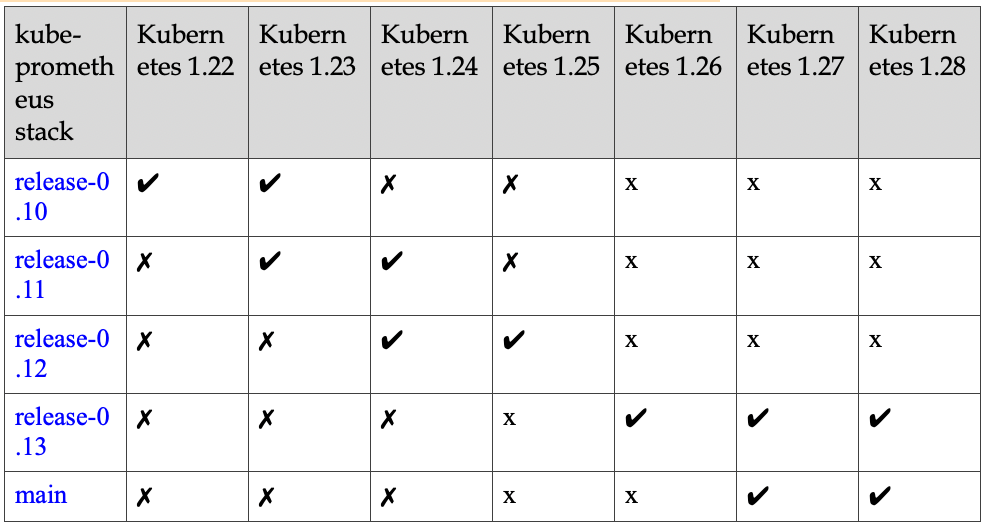 kube-prometheus stack | Kubernetes 1.22 | Kubernetes 1.23 | Kubernetes 1.24 | Kubernetes 1.25 | Kubernetes 1.26 | Kubernetes 1.27 | Kubernetes 1.28
release-0.10 | ✔ | ✔ | ✗ | ✗ | x | x | x
release-0.11 | ✗ | ✔ | ✔ | ✗ | x | x | x
release-0.12 | ✗ | ✗ | ✔ | ✔ | x | x | x
release-0.13 | ✗ | ✗ | ✗ | x | ✔ | ✔ | ✔
main | ✗ | ✗ | ✗ | x | x | ✔ | ✔